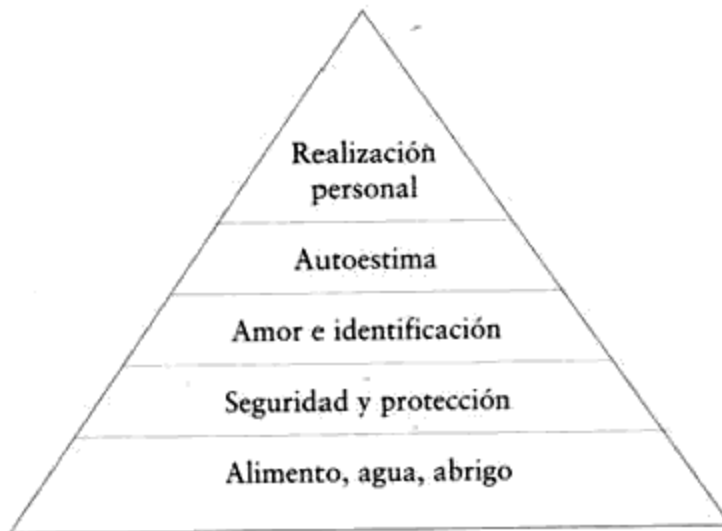 Realización
personal
Autoestima
Amor e identificación
Seguridad y protección
Alimento, agua, abrigo